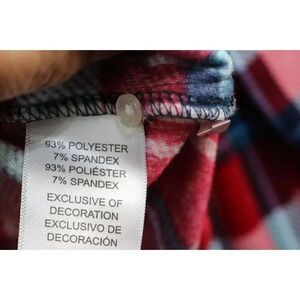 93% POLYESTER
7% SPANDEX
93% POLIÉSTER
7% SPANDEX
EXCLUSIVE OF
DECORATION
EXCLUSIVO DE
DECORACIÓN